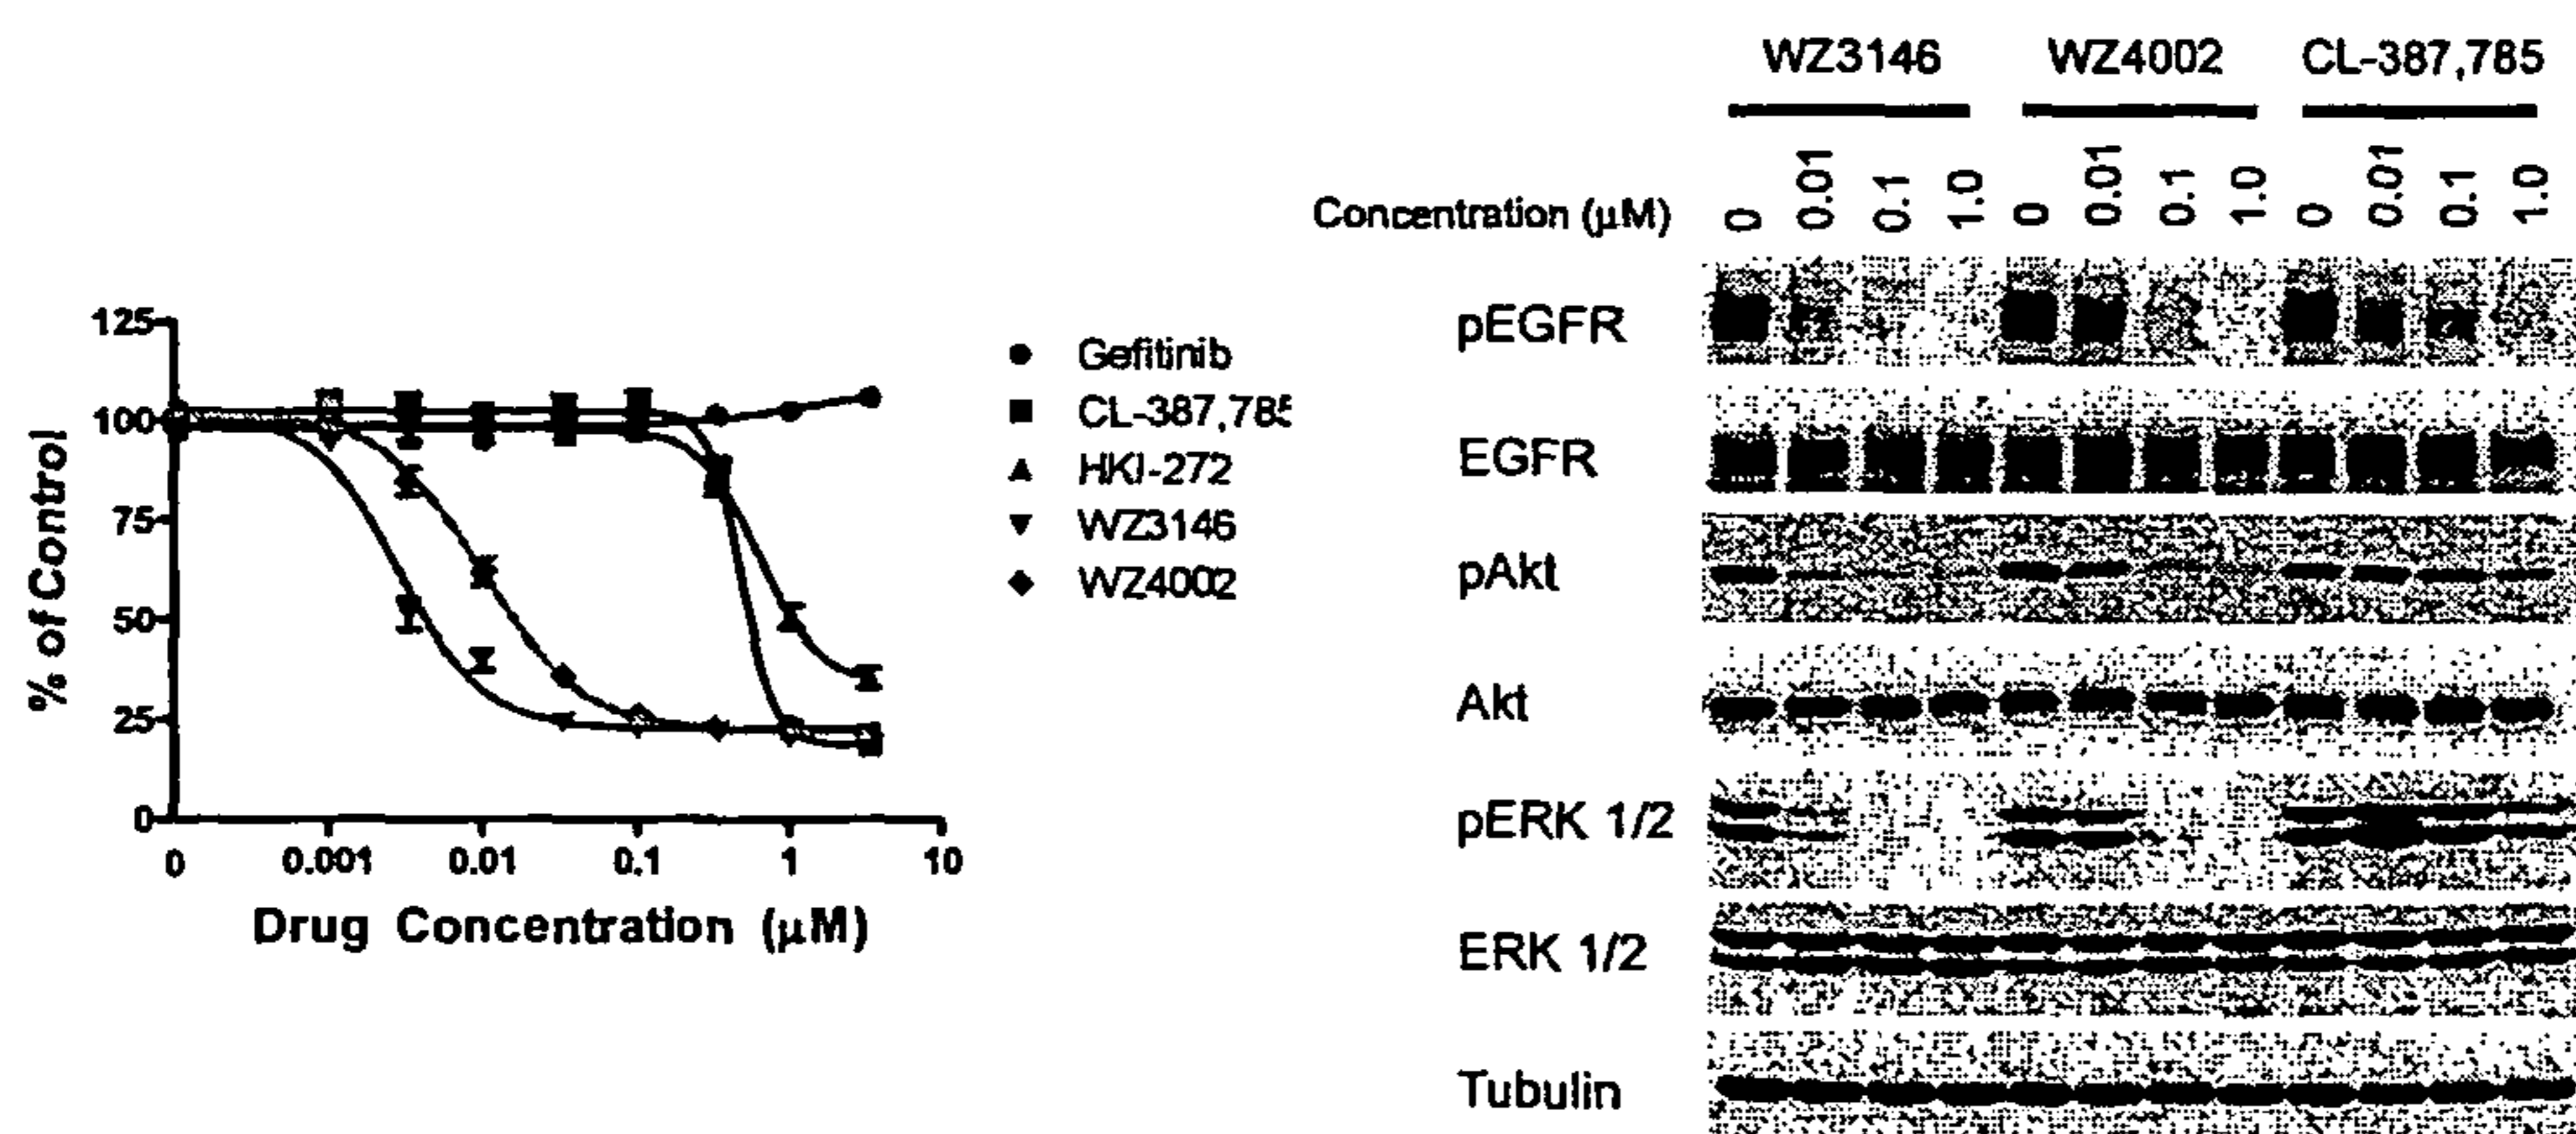 125
100
75
50
25
0
% of Control
0 0.001 0.01 0.1 1 10
Drug Concentration (μM)
Gefitinib
CL-387,785
HKI-272
WZ3146
WZ4002
WZ3146 WZ4002 CL-387,785
Concentration (μM) 0 0.01 0.1 1.0 0 0.01 0.1 1.0 0 0.01 0.1 1.0
pEGFR
EGFR
pAkt
Akt
pERK 1/2
ERK 1/2
Tubulin